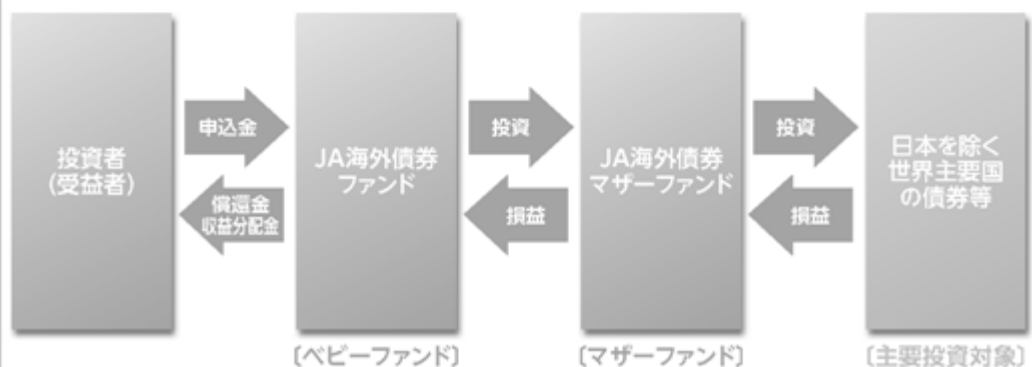 投資者
(受益者)
申込金
償還金
収益分配金
JA海外債券
ファンド
〔ベビーファンド〕
投資
損益
JA海外債券
マザーファンド
〔マザーファンド〕
投資
損益
日本を除く
世界主要国
の債券等
〔主要投資対象〕